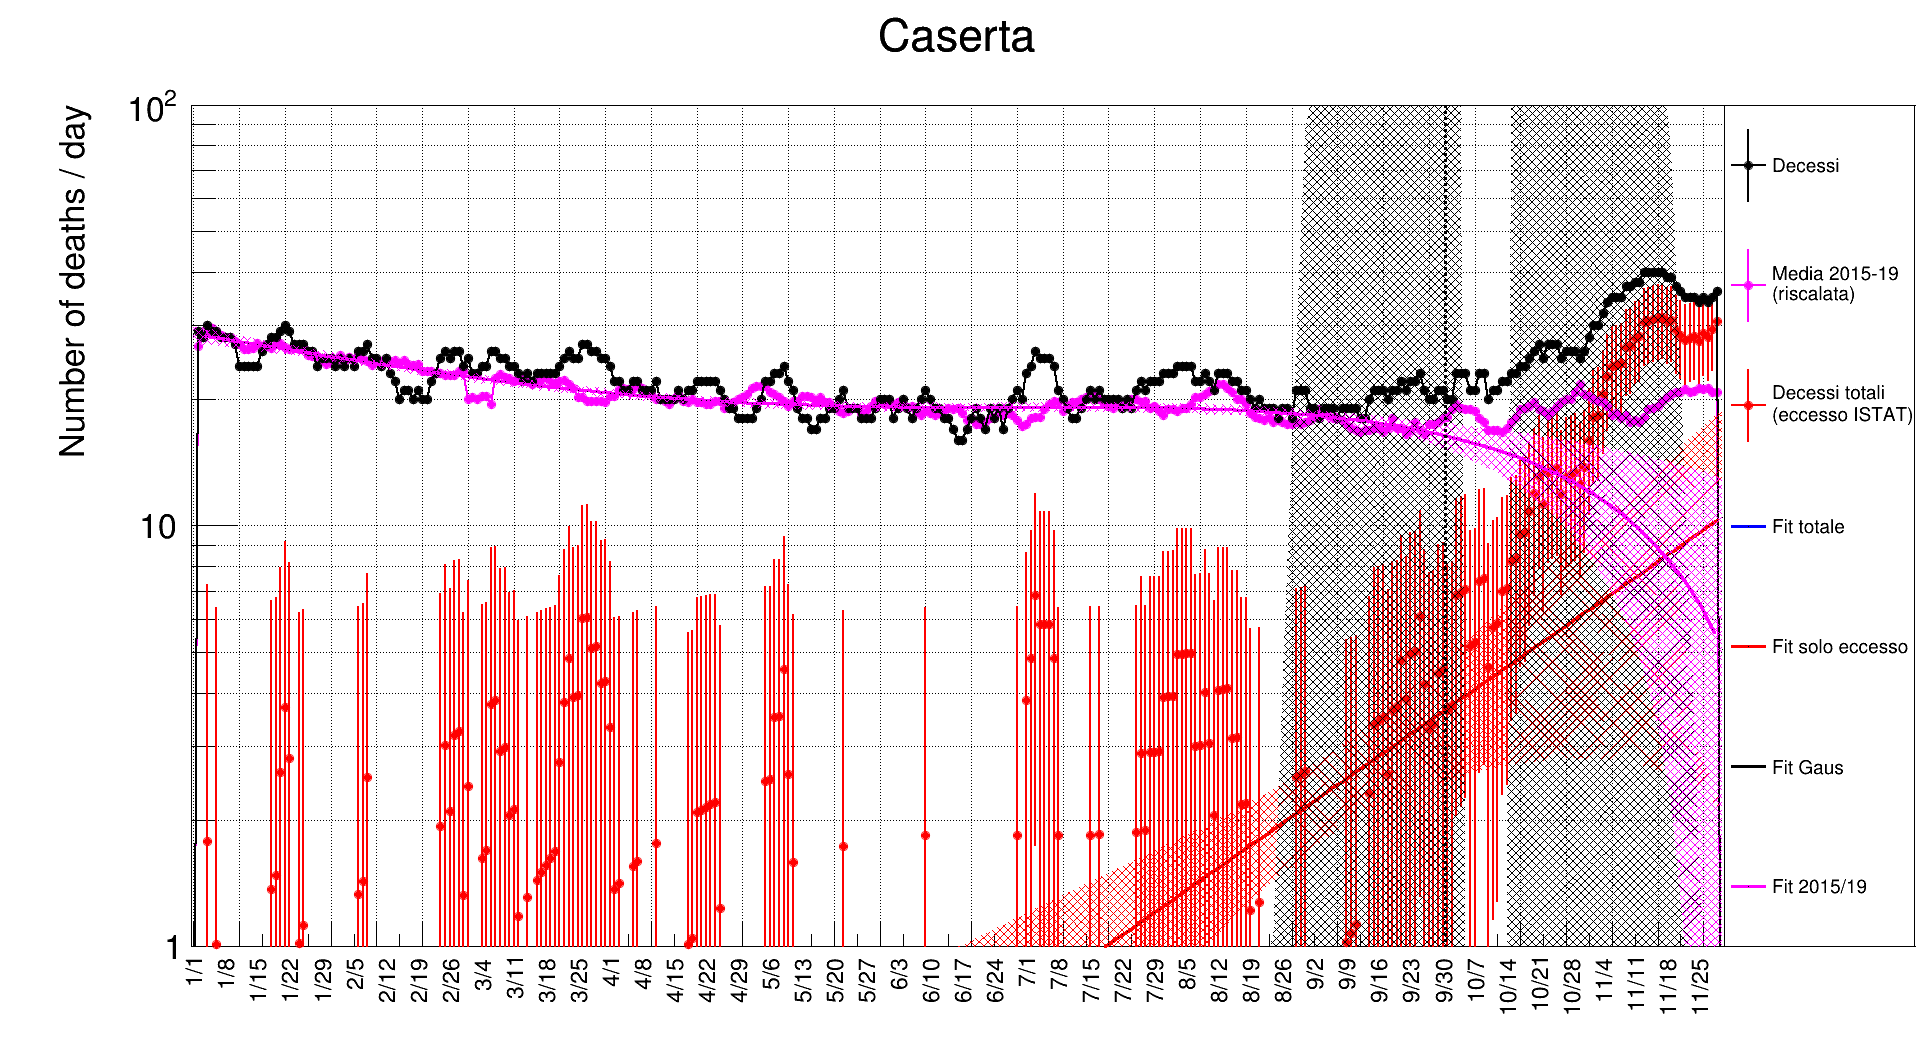 Caserta
Number of deaths / day
10²
10
1
1/1 1/8 1/15 1/22 1/29 2/5 2/12 2/19 2/26 3/4 3/11 3/18 3/25 4/1 4/8 4/15 4/22 4/29 5/6 5/13 5/20 5/27 6/3 6/10 6/17 6/24 7/1 7/8 7/15 7/22 7/29 8/5 8/12 8/19 8/26 9/2 9/9 9/16 9/23 9/30 10/7 10/14 10/21 10/28 11/4 11/11 11/18 11/25
Decessi
Media 2015-19
(riscalata)
Decessi totali
(eccesso ISTAT)
Fit totale
Fit solo eccesso
Fit Gaus
Fit 2015/19